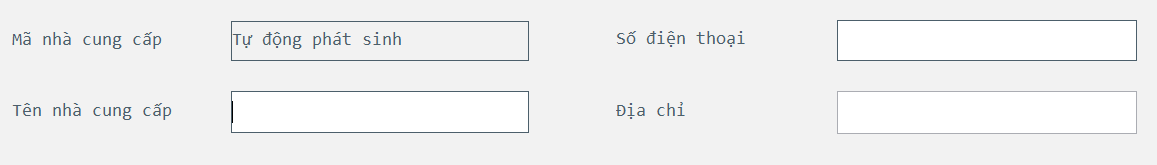 Mã nhà cung cấp Tự động phát sinh Số điện thoại
Tên nhà cung cấp Địa chỉ